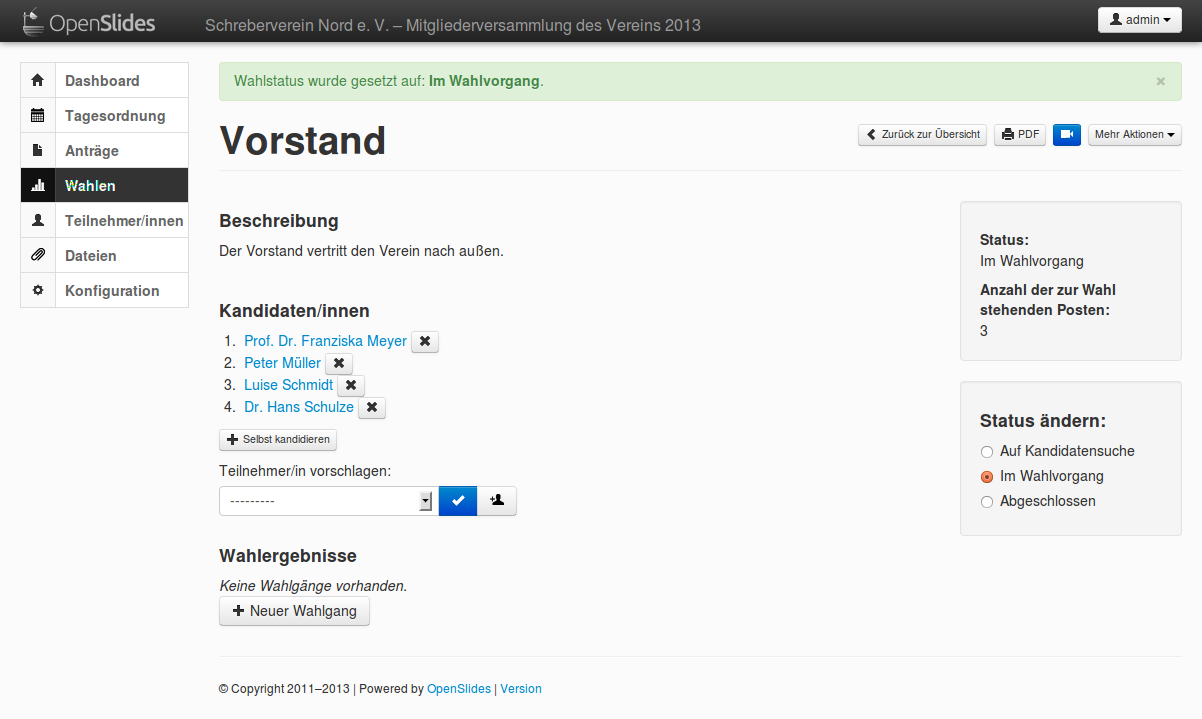 OpenSlides
Schreberverein Nord e. V. – Mitgliederversammlung des Vereins 2013
admin
Dashboard
Tagesordnung
Anträge
Wahlen
Teilnehmer/innen
Dateien
Konfiguration
Wahlstatus wurde gesetzt auf: Im Wahlvorgang.
×
Vorstand
Zurück zur Übersicht
PDF
Mehr Aktionen
Beschreibung
Der Vorstand vertritt den Verein nach außen.
Kandidaten/innen
1. Prof. Dr. Franziska Meyer
2. Peter Müller
3. Luise Schmidt
4. Dr. Hans Schulze
Selbst kandidieren
Teilnehmer/in vorschlagen:
---------
Wahlergebnisse
Keine Wahlgänge vorhanden.
Neuer Wahlgang
Status:
Im Wahlvorgang
Anzahl der zur Wahl
stehenden Posten:
3
Status ändern:
Auf Kandidatensuche
Im Wahlvorgang
Abgeschlossen
© Copyright 2011–2013 | Powered by OpenSlides | Version